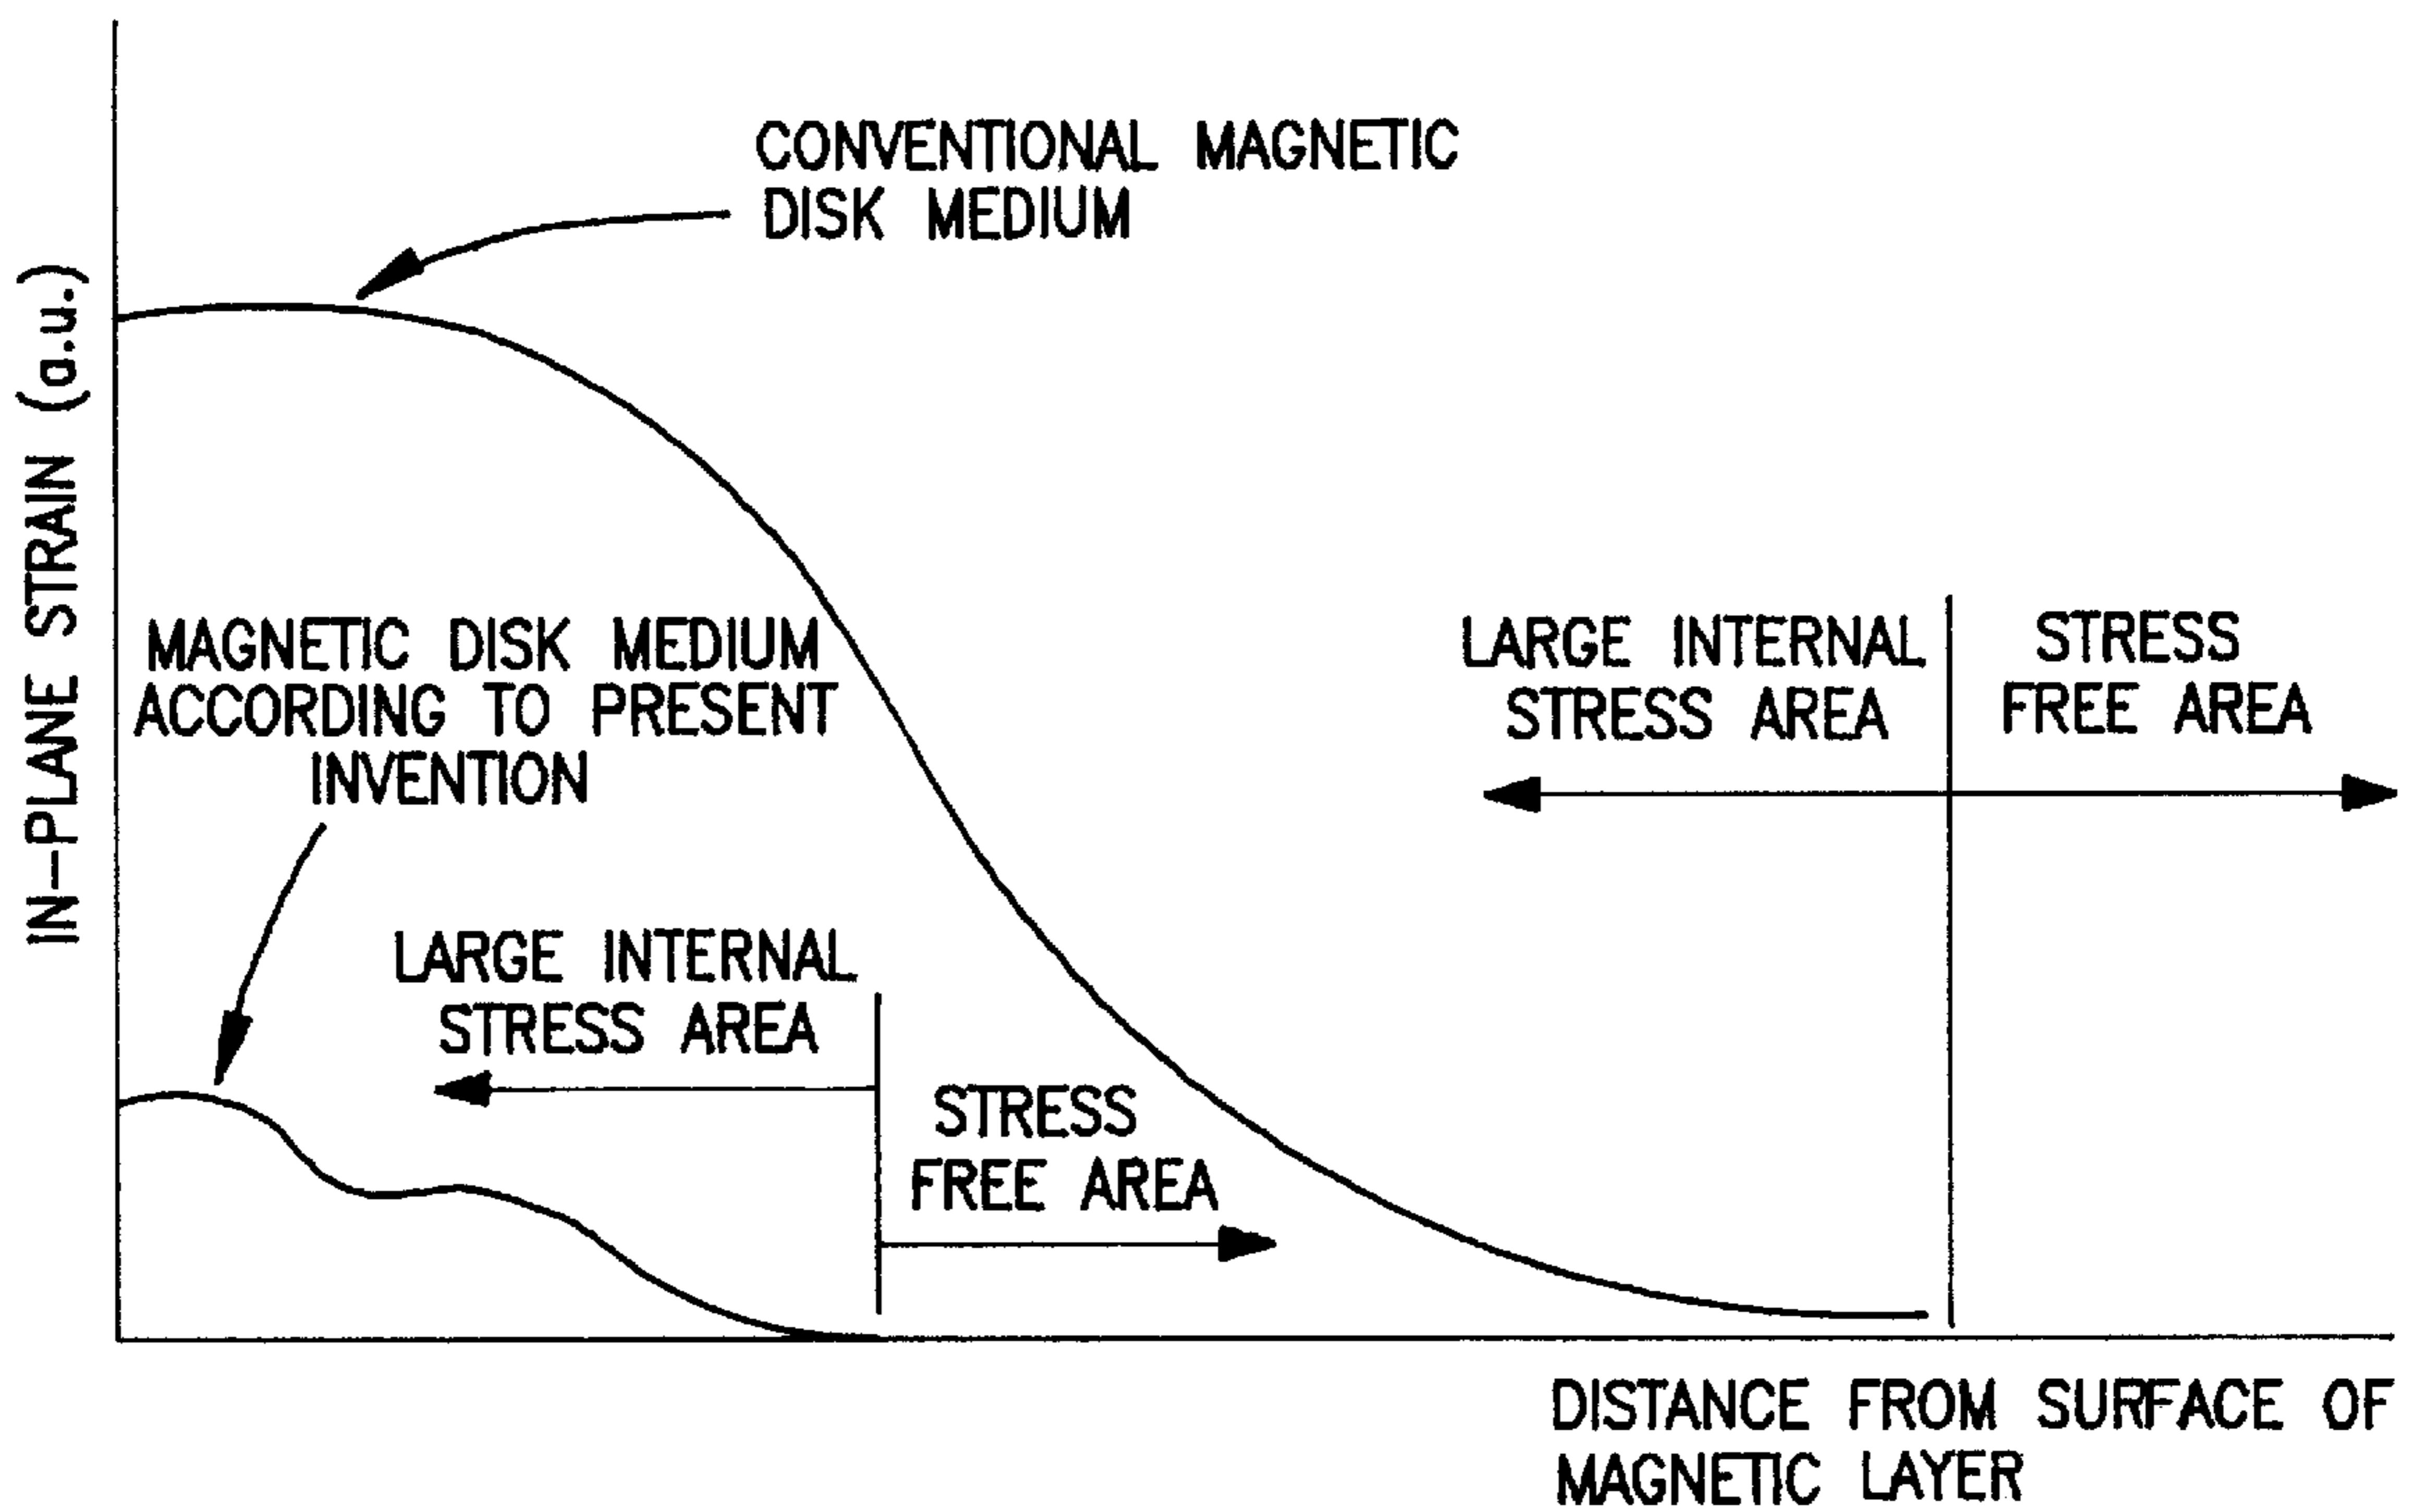 CONVENTIONAL MAGNETIC
DISK MEDIUM
IN-PLANE STRAIN (a.u.)
MAGNETIC DISK MEDIUM
ACCORDING TO PRESENT
INVENTION
LARGE INTERNAL
STRESS AREA
STRESS
FREE AREA
LARGE INTERNAL
STRESS AREA
STRESS
FREE AREA
DISTANCE FROM SURFACE OF
MAGNETIC LAYER